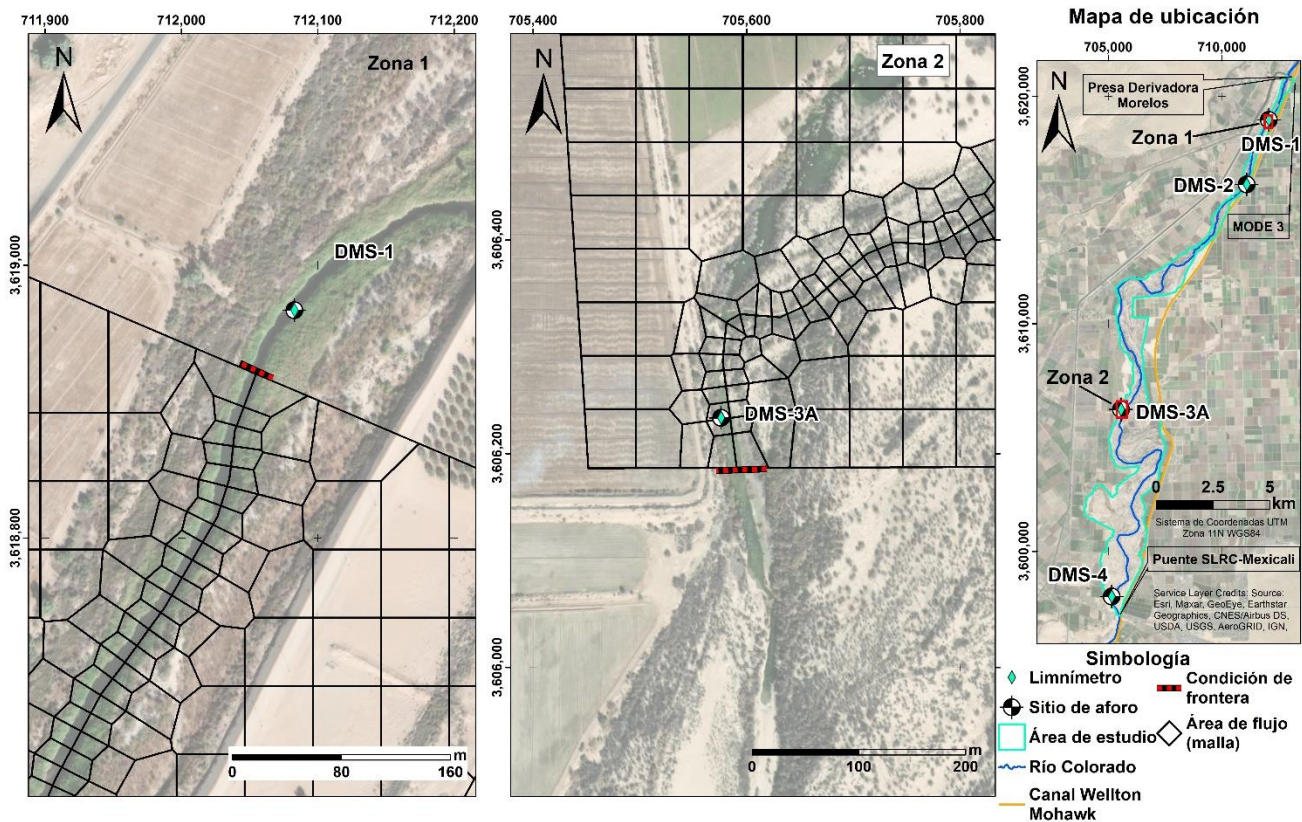 711,900
712,000
712,100
712,200
N
Zona 1
DMS-1
3,619,000
3,618,800
0
80
160
m
705,400
705,600
705,800
N
Zona 2
DMS-3A
3,606,400
3,606,200
3,606,000
0
100
200
m
Mapa de ubicación
705,000
710,000
N
Presa Derivadora
Morelos
3,620,000
Zona 1
DMS-1
DMS-2
MODE 3
3,610,000
Zona 2
DMS-3A
0
2.5
5
km
Sistema de Coordenadas UTM
Zona 11N WGS84
3,600,000
Puente SLRC-Mexicali
DMS-4
Service Layer Credits: Source:
Esri, Maxar, GeoEye, Earthstar
Geographics, CNES/Airbus DS,
USDA, USGS, AeroGRID, IGN,
Simbología
Limnímetro
Sitio de aforo
Área de estudio
Río Colorado
Canal Wellton
Mohawk
Condición de
frontera
Área de flujo
(malla)